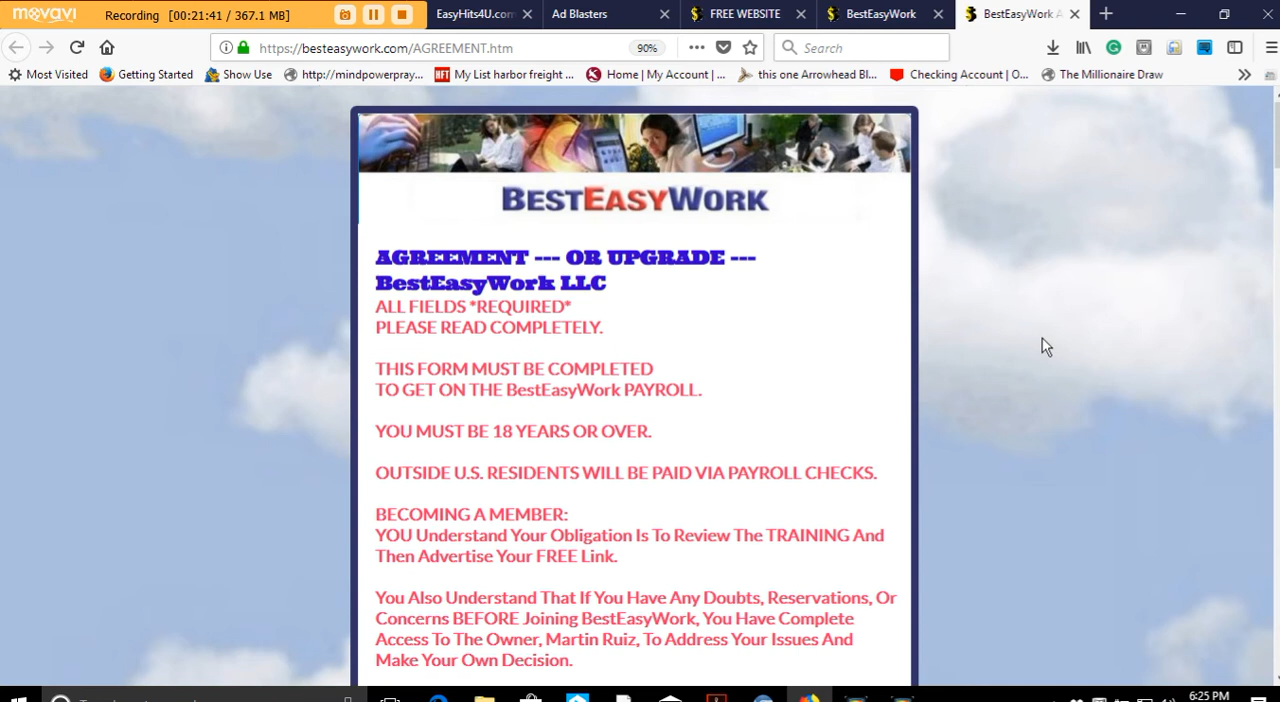 movavi
Recording [00:21:41 / 367.1 MB]
EasyHits4U.com
Ad Blasters
FREE WEBSITE
BestEasyWork
BestEasyWork A
https://besteasywork.com/AGREEMENT.htm
90%
Search
Most Visited
Getting Started
Show Use
http://mindpowerpray...
My List harbor freight ...
Home | My Account | ...
this one Arrowhead Bl...
Checking Account | O...
The Millionaire Draw
BESTEASYWORK
AGREEMENT --- OR UPGRADE ---
BestEasyWork LLC
ALL FIELDS *REQUIRED*
PLEASE READ COMPLETELY.
THIS FORM MUST BE COMPLETED
TO GET ON THE BestEasyWork PAYROLL.
YOU MUST BE 18 YEARS OR OVER.
OUTSIDE U.S. RESIDENTS WILL BE PAID VIA PAYROLL CHECKS.
BECOMING A MEMBER:
YOU Understand Your Obligation Is To Review The TRAINING And
Then Advertise Your FREE Link.
You Also Understand That If You Have Any Doubts, Reservations, Or
Concerns BEFORE Joining BestEasyWork, You Have Complete
Access To The Owner, Martin Ruiz, To Address Your Issues And
Make Your Own Decision.
6:25 PM